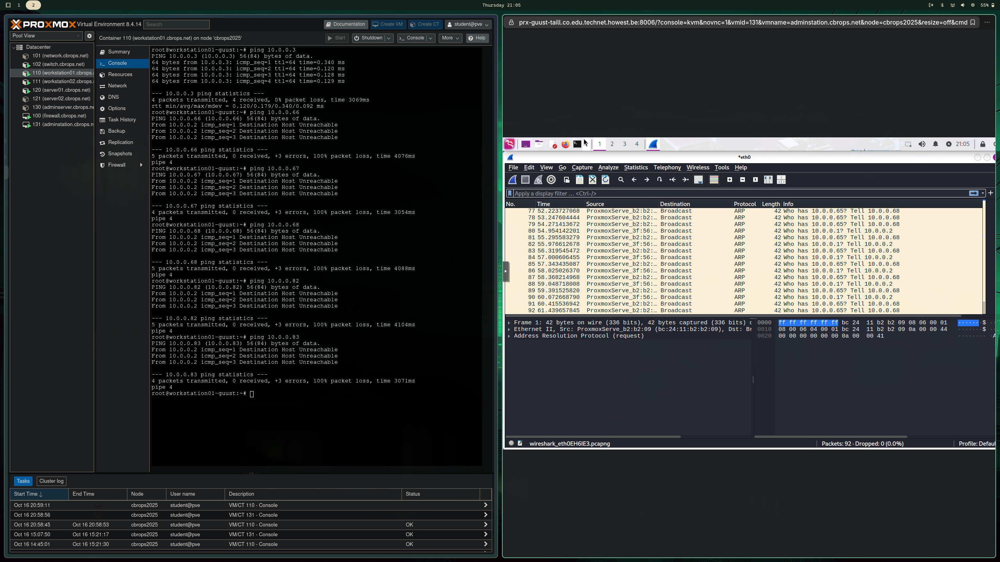 1 2 Thursday 21:05 55%
PROXMOX Virtual Environment 8.4.14 Search Documentation Create VM Create CT student@pve
Pool View
Container 110 (workstation01.cbrops.net) on node 'cbrops2025' Start Shutdown Console More Help
Datacenter
101 (network.cbrops.net)
102 (switch.cbrops.net)
110 (workstation01.cbrops.
111 (workstation02.cbrops.
120 (server01.cbrops.net)
121 (server02.cbrops.net)
130 (adminserver.cbrops.ne
100 (firewall.cbrops.net)
131 (adminstation.cbrops.n
Summary
Console
Resources
Network
DNS
Options
Task History
Backup
Replication
Snapshots
Firewall
root@workstation01-guust:~# ping 10.0.0.3
PING 10.0.0.3 (10.0.0.3) 56(84) bytes of data.
64 bytes from 10.0.0.3: icmp_seq=1 ttl=64 time=0.340 ms
64 bytes from 10.0.0.3: icmp_seq=2 ttl=64 time=0.120 ms
64 bytes from 10.0.0.3: icmp_seq=3 ttl=64 time=0.128 ms
64 bytes from 10.0.0.3: icmp_seq=4 ttl=64 time=0.129 ms
--- 10.0.0.3 ping statistics ---
4 packets transmitted, 4 received, 0% packet loss, time 3069ms
rtt min/avg/max/mdev = 0.120/0.179/0.340/0.092 ms
root@workstation01-guust:~# ping 10.0.0.66
PING 10.0.0.66 (10.0.0.66) 56(84) bytes of data.
From 10.0.0.2 icmp_seq=1 Destination Host Unreachable
From 10.0.0.2 icmp_seq=2 Destination Host Unreachable
From 10.0.0.2 icmp_seq=3 Destination Host Unreachable
--- 10.0.0.66 ping statistics ---
5 packets transmitted, 0 received, +3 errors, 100% packet loss, time 4076ms
pipe 4
root@workstation01-guust:~# ping 10.0.0.67
PING 10.0.0.67 (10.0.0.67) 56(84) bytes of data.
From 10.0.0.2 icmp_seq=1 Destination Host Unreachable
From 10.0.0.2 icmp_seq=2 Destination Host Unreachable
From 10.0.0.2 icmp_seq=3 Destination Host Unreachable
--- 10.0.0.67 ping statistics ---
4 packets transmitted, 0 received, +3 errors, 100% packet loss, time 3054ms
pipe 4
root@workstation01-guust:~# ping 10.0.0.68
PING 10.0.0.68 (10.0.0.68) 56(84) bytes of data.
From 10.0.0.2 icmp_seq=1 Destination Host Unreachable
From 10.0.0.2 icmp_seq=2 Destination Host Unreachable
From 10.0.0.2 icmp_seq=3 Destination Host Unreachable
--- 10.0.0.68 ping statistics ---
5 packets transmitted, 0 received, +3 errors, 100% packet loss, time 4088ms
pipe 4
root@workstation01-guust:~# ping 10.0.0.82
PING 10.0.0.82 (10.0.0.82) 56(84) bytes of data.
From 10.0.0.2 icmp_seq=1 Destination Host Unreachable
From 10.0.0.2 icmp_seq=2 Destination Host Unreachable
From 10.0.0.2 icmp_seq=3 Destination Host Unreachable
--- 10.0.0.82 ping statistics ---
5 packets transmitted, 0 received, +3 errors, 100% packet loss, time 4104ms
pipe 4
root@workstation01-guust:~# ping 10.0.0.83
PING 10.0.0.83 (10.0.0.83) 56(84) bytes of data.
From 10.0.0.2 icmp_seq=1 Destination Host Unreachable
From 10.0.0.2 icmp_seq=2 Destination Host Unreachable
From 10.0.0.2 icmp_seq=3 Destination Host Unreachable
--- 10.0.0.83 ping statistics ---
4 packets transmitted, 0 received, +3 errors, 100% packet loss, time 3071ms
pipe 4
root@workstation01-guust:~#
Tasks Cluster log
Start Time End Time Node User name Description Status
Oct 16 20:59:11 cbrops2025 student@pve VM/CT 110 - Console
Oct 16 20:58:56 cbrops2025 student@pve VM/CT 131 - Console
Oct 16 20:58:45 Oct 16 20:58:53 cbrops2025 student@pve VM/CT 110 - Console OK
Oct 16 15:07:50 Oct 16 15:21:17 cbrops2025 student@pve VM/CT 131 - Console OK
Oct 16 14:45:01 Oct 16 15:21:30 cbrops2025 student@pve VM/CT 110 - Console OK
prx-guust-taill.co.edu.technet.howest.be:8006/?console=kvm&novnc=1&vmid=131&vmname=adminstation.cbrops.net&node=cbrops2025&resize=off&cmd
1 2 3 4 21:05
*eth0
File Edit View Go Capture Analyze Statistics Telephony Wireless Tools Help
Apply a display filter ... <Ctrl-/>
No. Time Source Destination Protocol Length Info
77 52.223727068 ProxmoxServe_b2:b2:… Broadcast ARP 42 Who has 10.0.0.65? Tell 10.0.0.68
78 53.247604444 ProxmoxServe_b2:b2:… Broadcast ARP 42 Who has 10.0.0.65? Tell 10.0.0.68
79 54.271413672 ProxmoxServe_b2:b2:… Broadcast ARP 42 Who has 10.0.0.65? Tell 10.0.0.68
80 54.954142201 ProxmoxServe_3f:56:… Broadcast ARP 42 Who has 10.0.0.1? Tell 10.0.0.2
81 55.295583279 ProxmoxServe_b2:b2:… Broadcast ARP 42 Who has 10.0.0.65? Tell 10.0.0.68
82 55.976612678 ProxmoxServe_3f:56:… Broadcast ARP 42 Who has 10.0.0.1? Tell 10.0.0.2
83 56.319545472 ProxmoxServe_b2:b2:… Broadcast ARP 42 Who has 10.0.0.65? Tell 10.0.0.68
84 57.000606455 ProxmoxServe_3f:56:… Broadcast ARP 42 Who has 10.0.0.1? Tell 10.0.0.2
85 57.343435087 ProxmoxServe_b2:b2:… Broadcast ARP 42 Who has 10.0.0.65? Tell 10.0.0.68
86 58.025026370 ProxmoxServe_3f:56:… Broadcast ARP 42 Who has 10.0.0.1? Tell 10.0.0.2
87 58.368214968 ProxmoxServe_b2:b2:… Broadcast ARP 42 Who has 10.0.0.65? Tell 10.0.0.68
88 59.048718008 ProxmoxServe_3f:56:… Broadcast ARP 42 Who has 10.0.0.1? Tell 10.0.0.2
89 59.391525820 ProxmoxServe_b2:b2:… Broadcast ARP 42 Who has 10.0.0.65? Tell 10.0.0.68
90 60.072668790 ProxmoxServe_3f:56:… Broadcast ARP 42 Who has 10.0.0.1? Tell 10.0.0.2
91 60.415536942 ProxmoxServe_b2:b2:… Broadcast ARP 42 Who has 10.0.0.65? Tell 10.0.0.68
92 61.439657845 ProxmoxServe_b2:b2:… Broadcast ARP 42 Who has 10.0.0.65? Tell 10.0.0.68
Frame 1: 42 bytes on wire (336 bits), 42 bytes captured (336 bits) o
Ethernet II, Src: ProxmoxServe_b2:b2:09 (bc:24:11:b2:b2:09), Dst: Br
Address Resolution Protocol (request)
0000 ff ff ff ff ff ff bc 24 11 b2 b2 09 08 06 00 01 ·······$
0010 08 00 06 04 00 01 bc 24 11 b2 b2 09 0a 00 00 44 ·······$
0020 00 00 00 00 00 00 0a 00 00 41 ········ ·A
wireshark_eth0EH6IE3.pcapng Packets: 92 · Dropped: 0 (0.0%) Profile: Defau